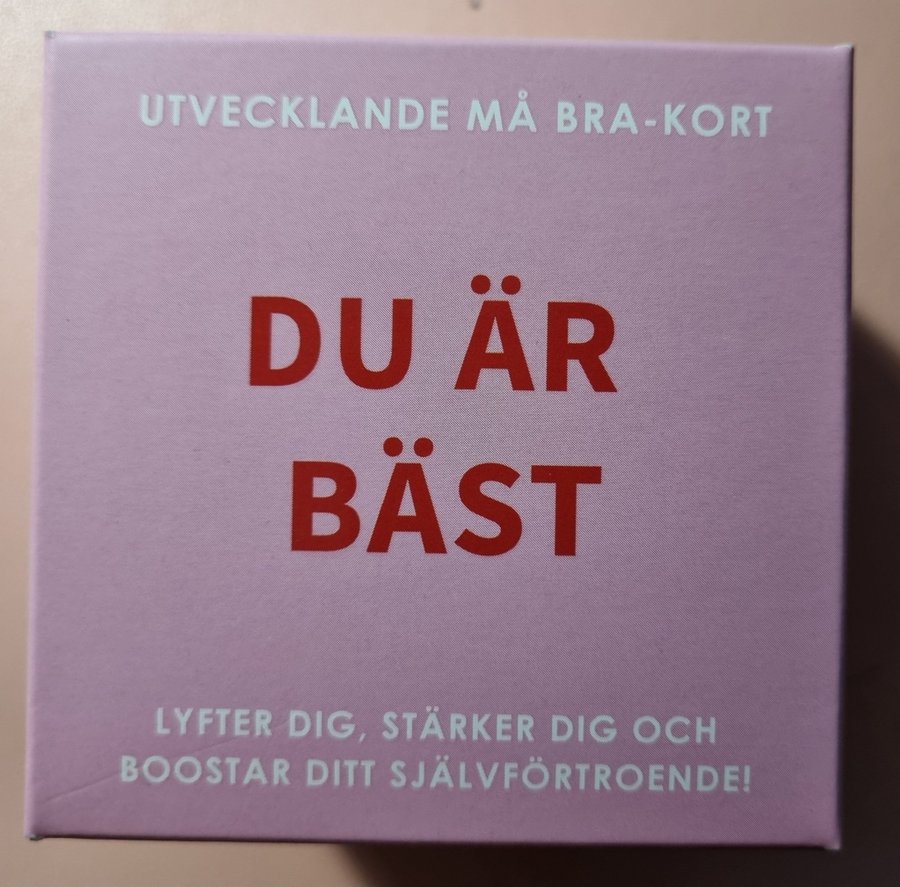 UTVECKLANDE MÅ BRA-KORT
DU ÄR
BÄST
LYFTER DIG, STÄRKER DIG OCH
BOOSTAR DITT SJÄLVFÖRTROENDE!